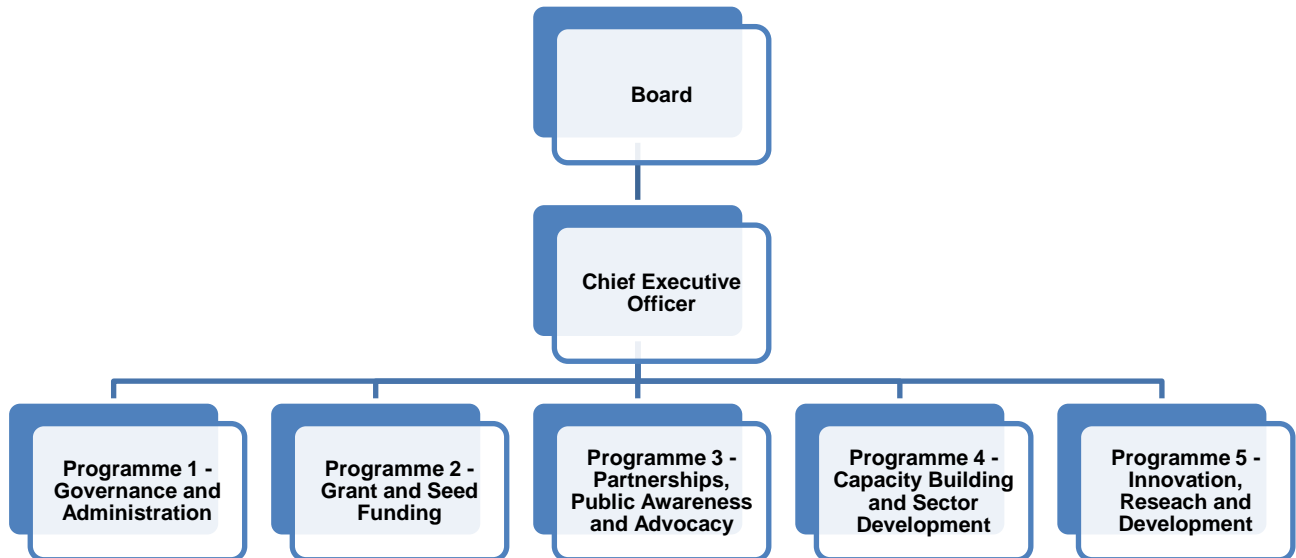 Board
Chief Executive
Officer
Programme 1 -
Governance and
Administration
Programme 2 -
Grant and Seed
Funding
Programme 3 -
Partnerships,
Public Awareness
and Advocacy
Programme 4 -
Capacity Building
and Sector
Development
Programme 5 -
Innovation,
Reseach and
Development